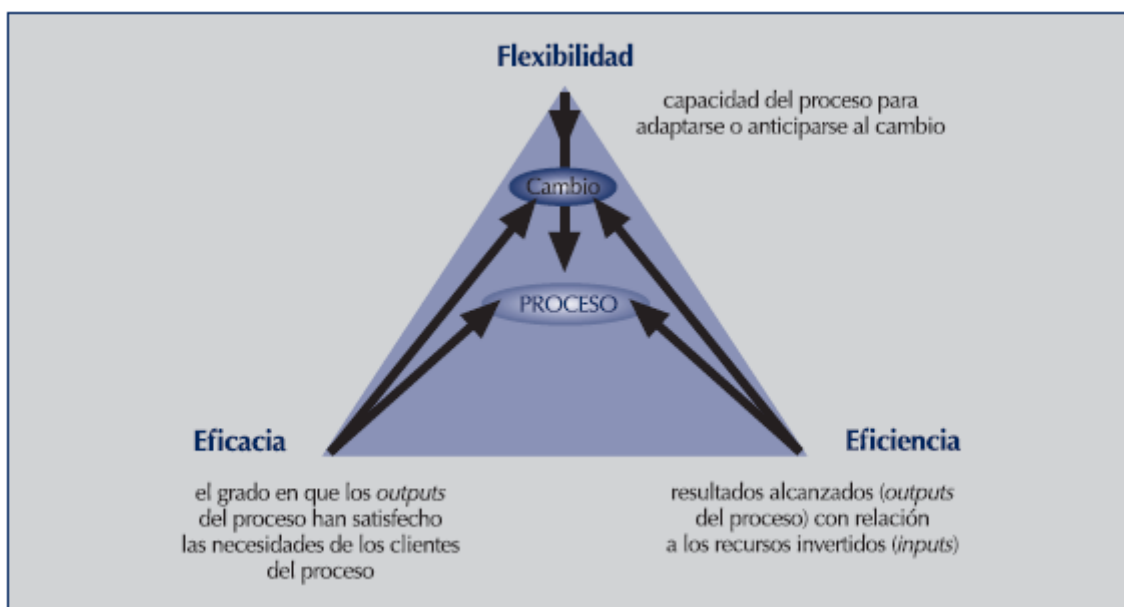 Flexibilidad
capacidad del proceso para
adaptarse o anticiparse al cambio
Cambio
PROCESO
Eficacia
el grado en que los outputs
del proceso han satisfecho
las necesidades de los clientes
del proceso
Eficiencia
resultados alcanzados (outputs
del proceso) con relación
a los recursos invertidos (inputs)